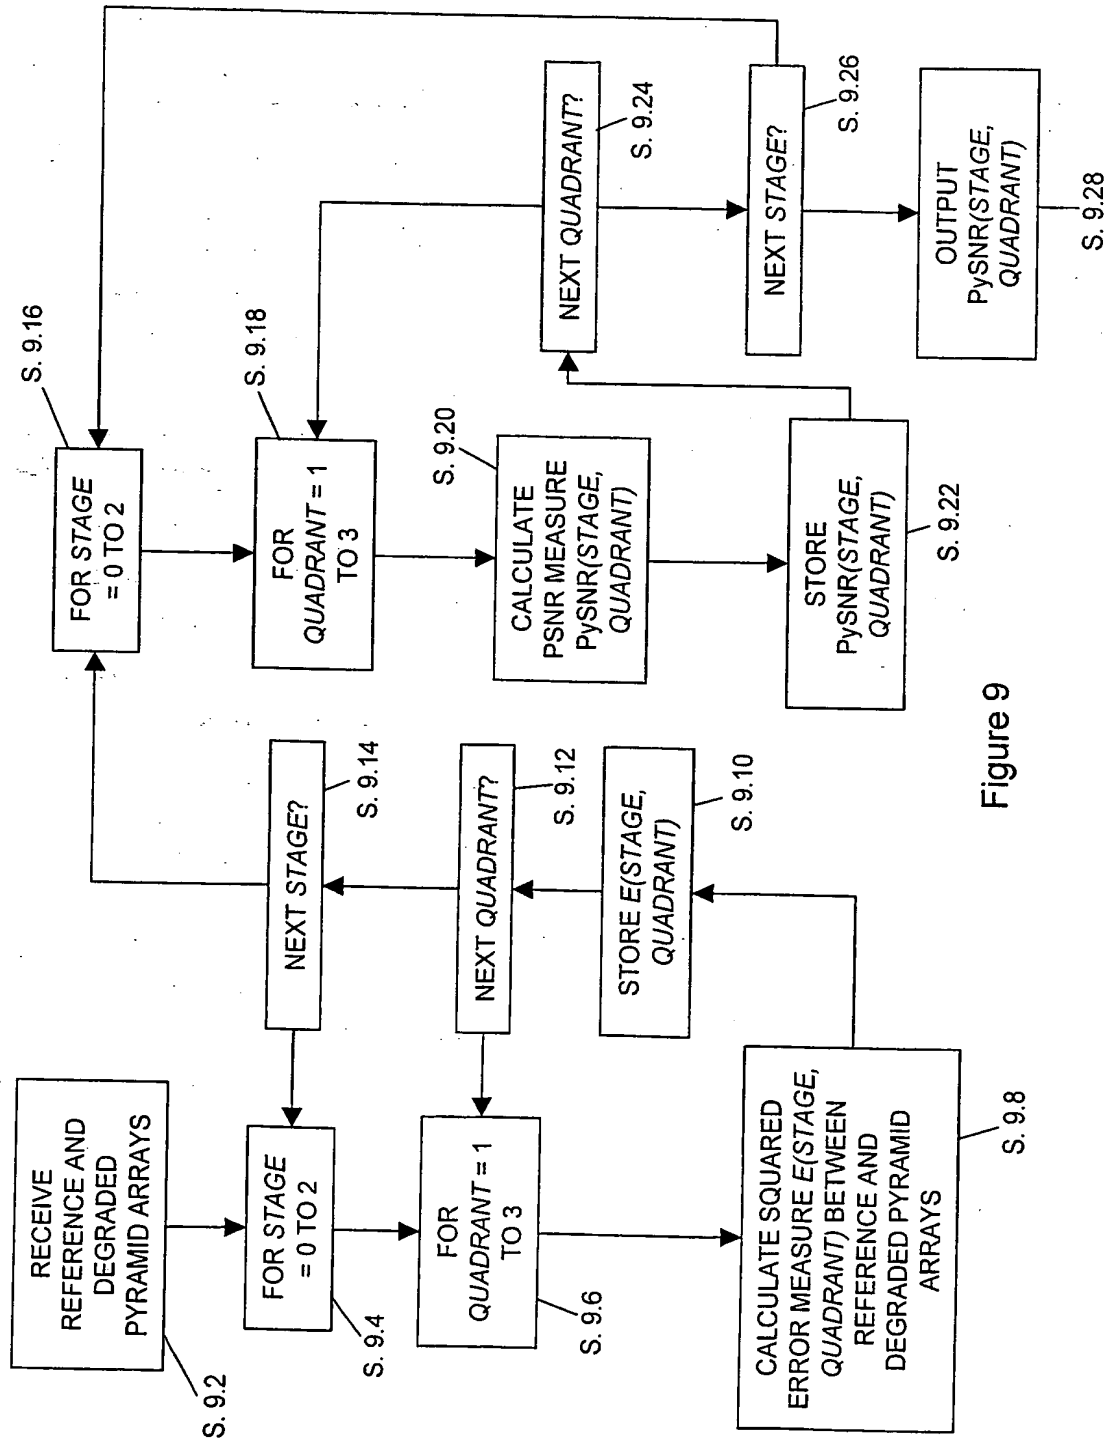 RECEIVE
REFERENCE AND
DEGRADED
PYRAMID ARRAYS
S. 9.2
FOR STAGE
= 0 TO 2
S. 9.4
FOR
QUADRANT = 1
TO 3
S. 9.6
CALCULATE SQUARED
ERROR MEASURE E(STAGE,
QUADRANT) BETWEEN
REFERENCE AND
DEGRADED PYRAMID
ARRAYS
S. 9.8
STORE E(STAGE,
QUADRANT)
S. 9.10
NEXT QUADRANT?
S. 9.12
NEXT STAGE?
S. 9.14
FOR STAGE
= 0 TO 2
S. 9.16
FOR
QUADRANT = 1
TO 3
S. 9.18
CALCULATE
PSNR MEASURE
PySNR(STAGE,
QUADRANT)
S. 9.20
STORE
PySNR(STAGE,
QUADRANT)
S. 9.22
NEXT QUADRANT?
S. 9.24
NEXT STAGE?
S. 9.26
OUTPUT
PySNR(STAGE,
QUADRANT)
S. 9.28
Figure 9